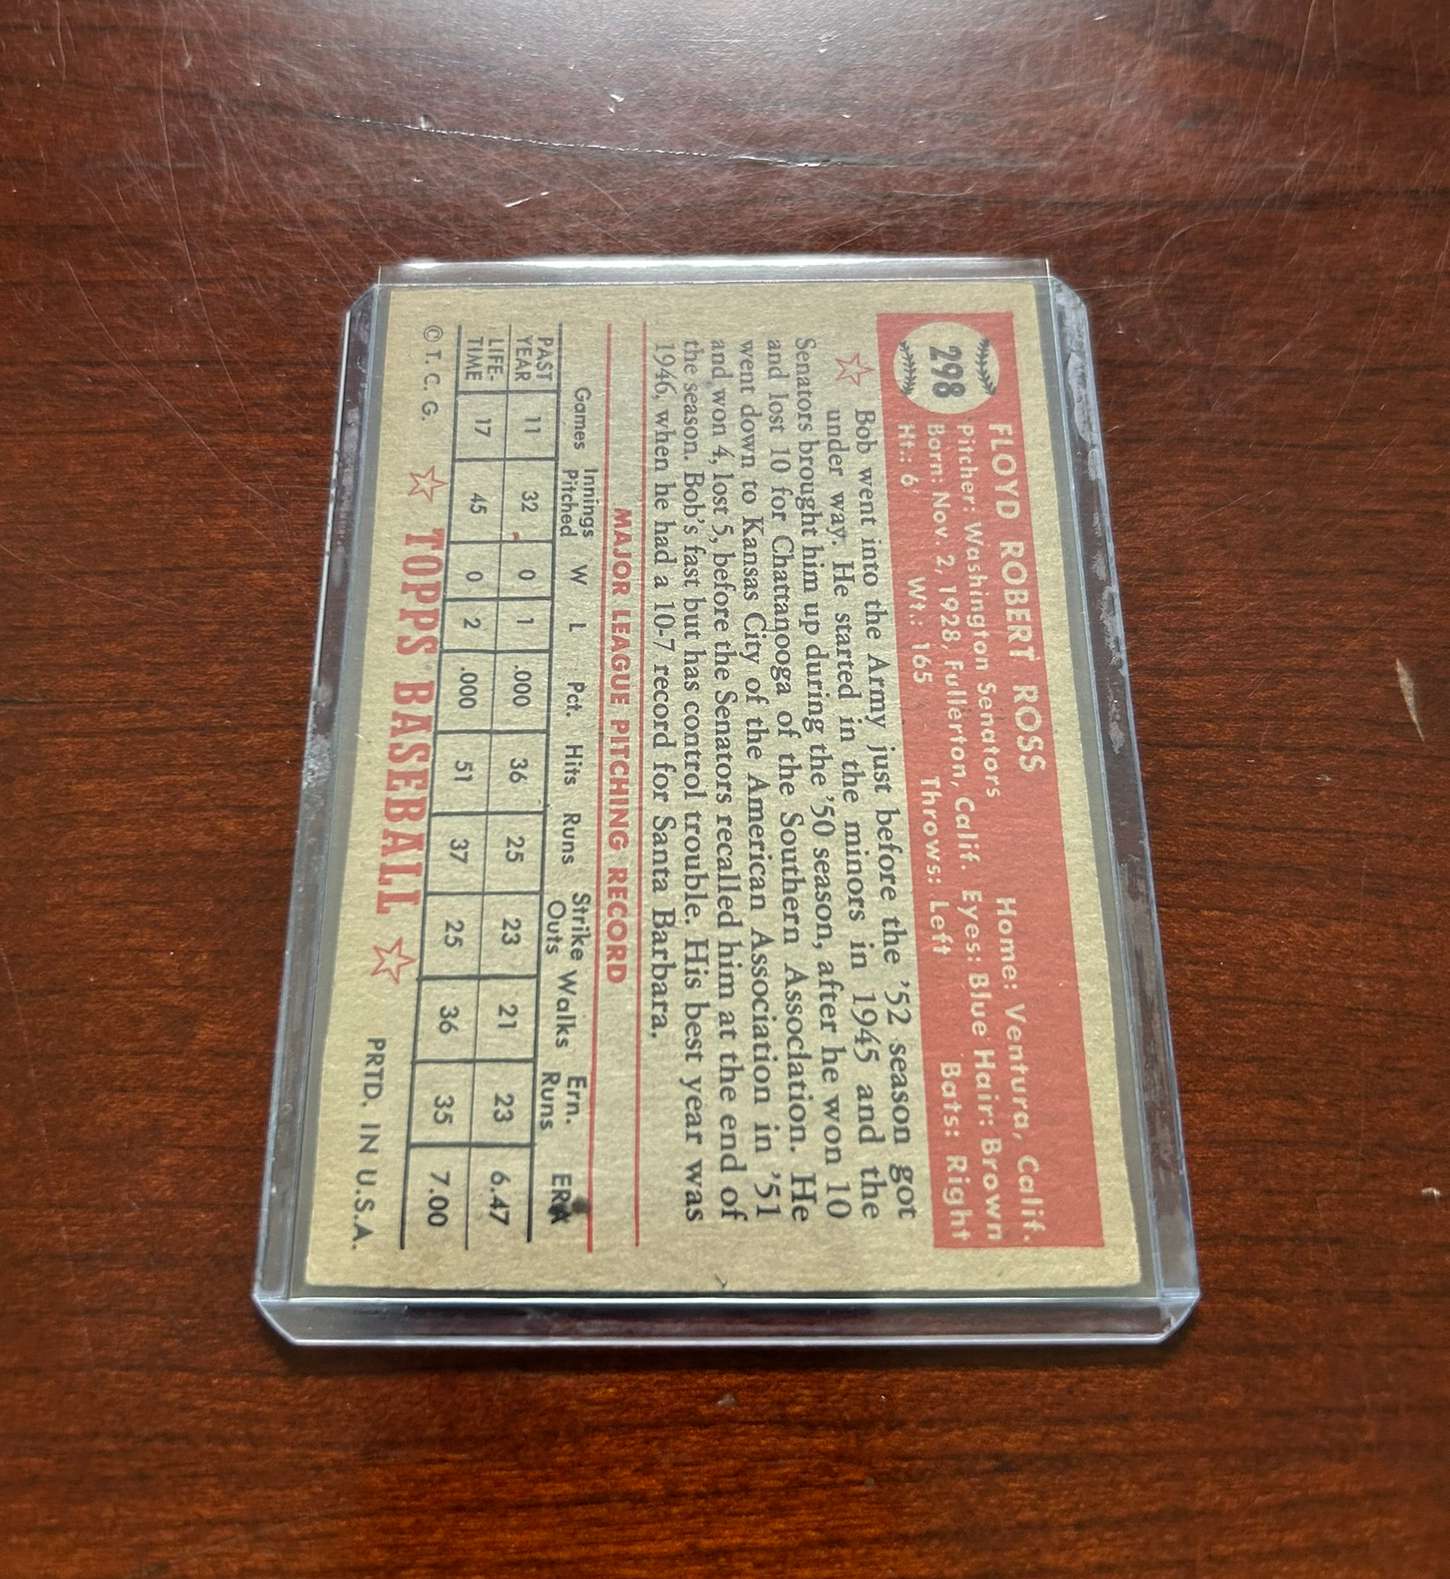 298
FLOYD ROBERT ROSS Home: Ventura, Calif.
Pitcher: Washington Senators
Born: Nov. 2, 1928, Fullerton, Calif. Eyes: Blue Hair: Brown
Ht.: 6 Wt.: 165 Throws: Left Bats: Right
Bob went into the Army just before the '52 season got
under way. He started in the minors in 1945 and the
Senators brought him up during the '50 season, after he won 10
and lost 10 for Chattanooga of the Southern Association. He
went down to Kansas City of the American Association in '51
and won 4, lost 5, before the Senators recalled him at the end of
the season. Bob's fast but has control trouble. His best year was
1946, when he had a 10-7 record for Santa Barbara.
MAJOR LEAGUE PITCHING RECORD
Games Innings Pitched W L Pct. Hits Runs Strike Outs Walks Ern. Runs ERA
PAST YEAR 11 32 0 1 .000 36 25 23 21 23 6.47
LIFE-TIME 17 45 0 2 .000 51 37 25 36 35 7.00
© T. C. G. TOPPS BASEBALL PRTD. IN U.S.A.